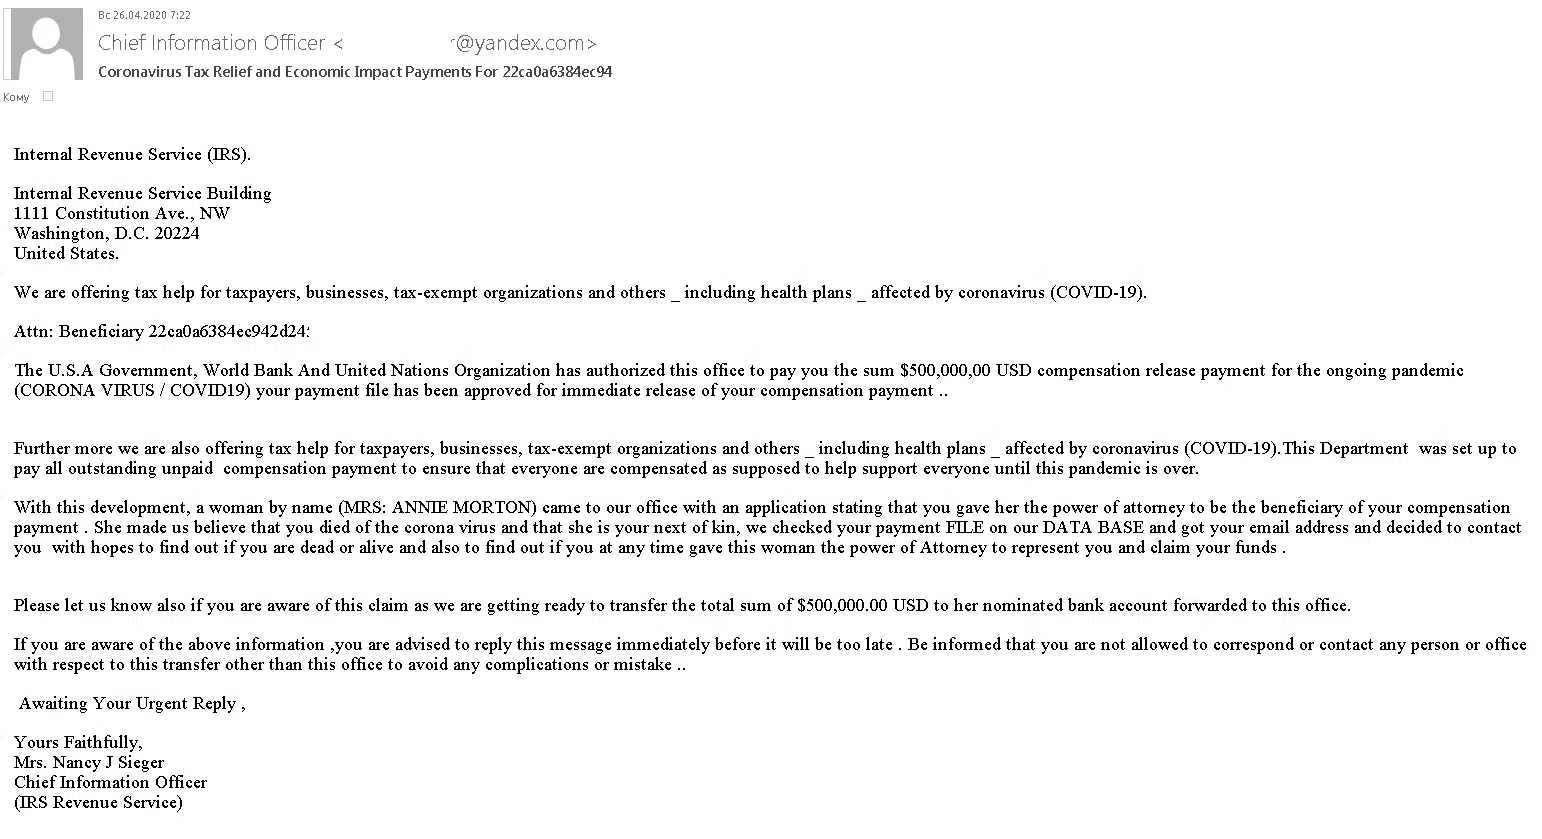 Вс 26.04.2020 7:22
Chief Information Officer < r@yandex.com>
Coronavirus Tax Relief and Economic Impact Payments For 22ca0a6384ec94
Кому
Internal Revenue Service (IRS).
Internal Revenue Service Building
1111 Constitution Ave., NW
Washington, D.C. 20224
United States.
We are offering tax help for taxpayers, businesses, tax-exempt organizations and others _ including health plans _ affected by coronavirus (COVID-19).
Attn: Beneficiary 22ca0a6384ec942d24:
The U.S.A Government, World Bank And United Nations Organization has authorized this office to pay you the sum $500,000,00 USD compensation release payment for the ongoing pandemic
(CORONA VIRUS / COVID19) your payment file has been approved for immediate release of your compensation payment ..
Further more we are also offering tax help for taxpayers, businesses, tax-exempt organizations and others _ including health plans _ affected by coronavirus (COVID-19).This Department  was set up to
pay all outstanding unpaid  compensation payment to ensure that everyone are compensated as supposed to help support everyone until this pandemic is over.
With this development, a woman by name (MRS: ANNIE MORTON) came to our office with an application stating that you gave her the power of attorney to be the beneficiary of your compensation
payment . She made us believe that you died of the corona virus and that she is your next of kin, we checked your payment FILE on our DATA BASE and got your email address and decided to contact
you  with hopes to find out if you are dead or alive and also to find out if you at any time gave this woman the power of Attorney to represent you and claim your funds .
Please let us know also if you are aware of this claim as we are getting ready to transfer the total sum of $500,000.00 USD to her nominated bank account forwarded to this office.
If you are aware of the above information ,you are advised to reply this message immediately before it will be too late . Be informed that you are not allowed to correspond or contact any person or office
with respect to this transfer other than this office to avoid any complications or mistake ..
Awaiting Your Urgent Reply ,
Yours Faithfully,
Mrs. Nancy J Sieger
Chief Information Officer
(IRS Revenue Service)